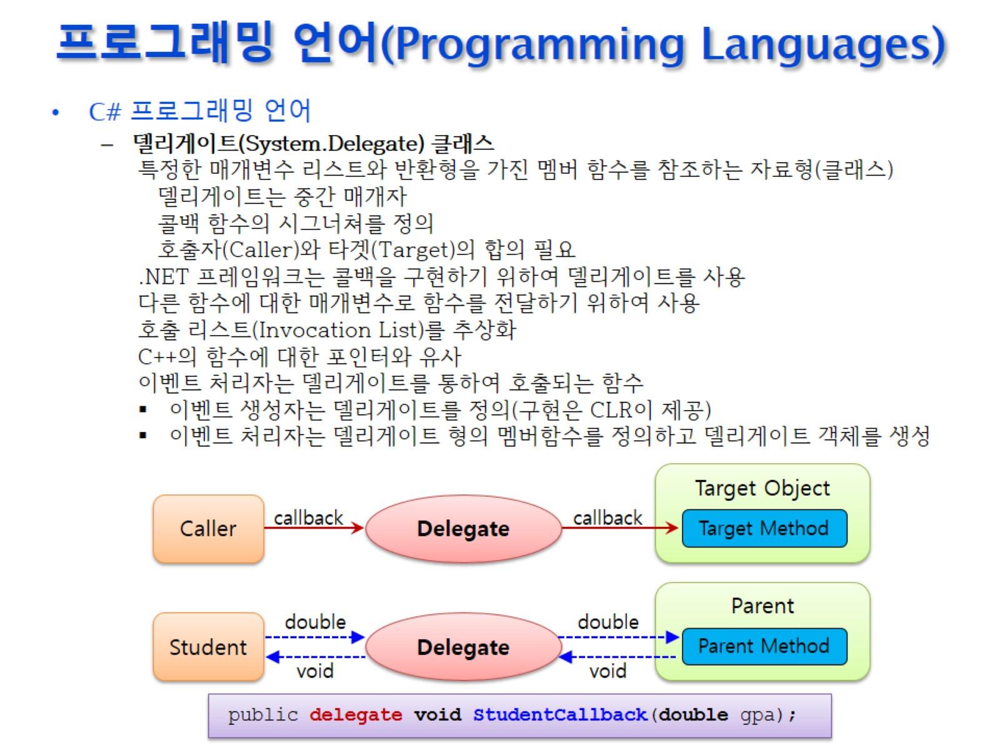 프로그래밍 언어(Programming Languages)
• C# 프로그래밍 언어
– 델리게이트(System.Delegate) 클래스
특정한 매개변수 리스트와 반환형을 가진 멤버 함수를 참조하는 자료형(클래스)
델리게이트는 중간 매개자
콜백 함수의 시그너쳐를 정의
호출자(Caller)와 타겟(Target)의 합의 필요
.NET 프레임워크는 콜백을 구현하기 위하여 델리게이트를 사용
다른 함수에 대한 매개변수로 함수를 전달하기 위하여 사용
호출 리스트(Invocation List)를 추상화
C++의 함수에 대한 포인터와 유사
이벤트 처리자는 델리게이트를 통하여 호출되는 함수
▪ 이벤트 생성자는 델리게이트를 정의(구현은 CLR이 제공)
▪ 이벤트 처리자는 델리게이트 형의 멤버함수를 정의하고 델리게이트 객체를 생성
Target Object
Caller callback Delegate callback Target Method
Parent
double double
Student Delegate Parent Method
void void
public delegate void StudentCallback(double gpa);